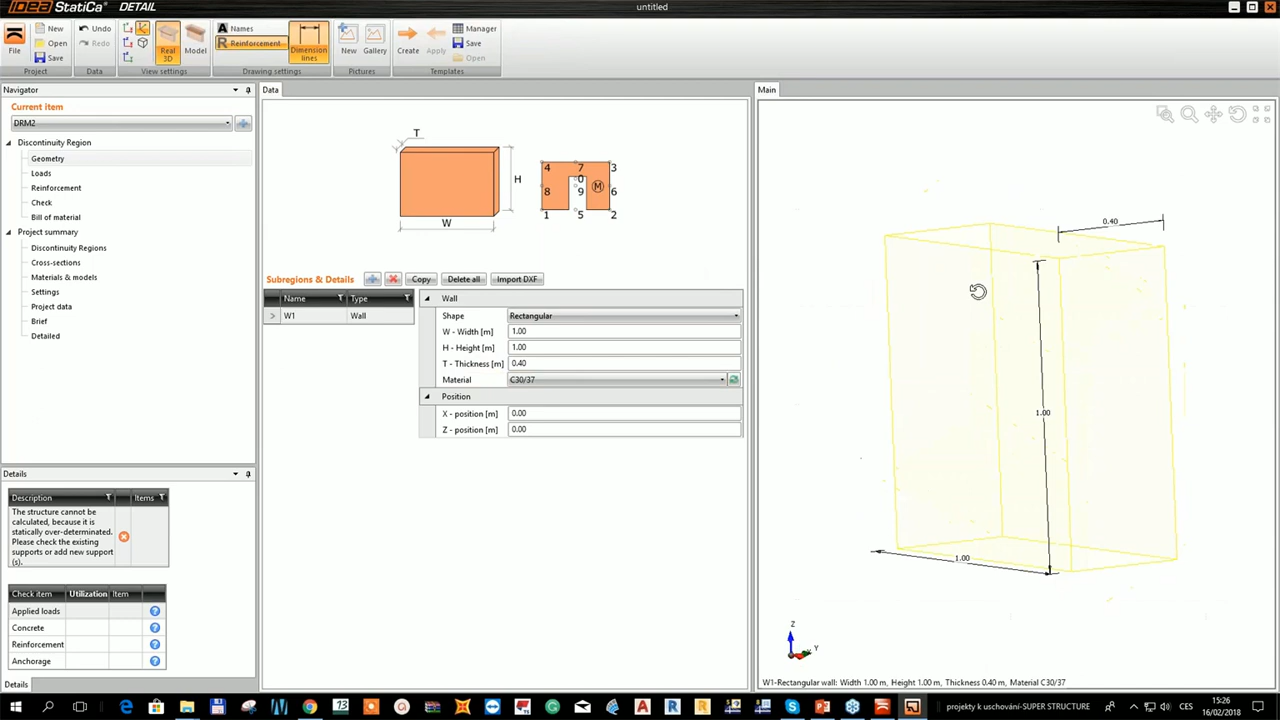 IDEA StatiCa® DETAIL
untitled
File
New
Open
Save
Project
Undo
Redo
Data
Real 3D
Model
View settings
Names
Reinforcement
Dimension lines
Drawing settings
New
Gallery
Pictures
Create
Apply
Manager
Save
Open
Templates
Navigator
Current item
DRM2
Discontinuity Region
Geometry
Loads
Reinforcement
Check
Bill of material
Project summary
Discontinuity Regions
Cross-sections
Materials & models
Settings
Project data
Brief
Detailed
Details
Description Items
The structure cannot be
calculated, because it is
statically over-determined.
Please check the existing
supports or add new support
(s).
Check item Utilization Item
Applied loads
Concrete
Reinforcement
Anchorage
Details
Data
T
H
W
4 7 3
0
8 9 M 6
1 5 2
Subregions & Details Copy Delete all Import DXF
Name Type
W1 Wall
Wall
Shape Rectangular
W - Width [m] 1.00
H - Height [m] 1.00
T - Thickness [m] 0.40
Material C30/37
Position
X - position [m] 0.00
Z - position [m] 0.00
Main
0.40
1.00
1.00
Z
Y
W1-Rectangular wall: Width 1.00 m, Height 1.00 m, Thickness 0.40 m, Material C30/37
projekty k uschování-SUPER STRUCTURE
CES
15:26
16/02/2018